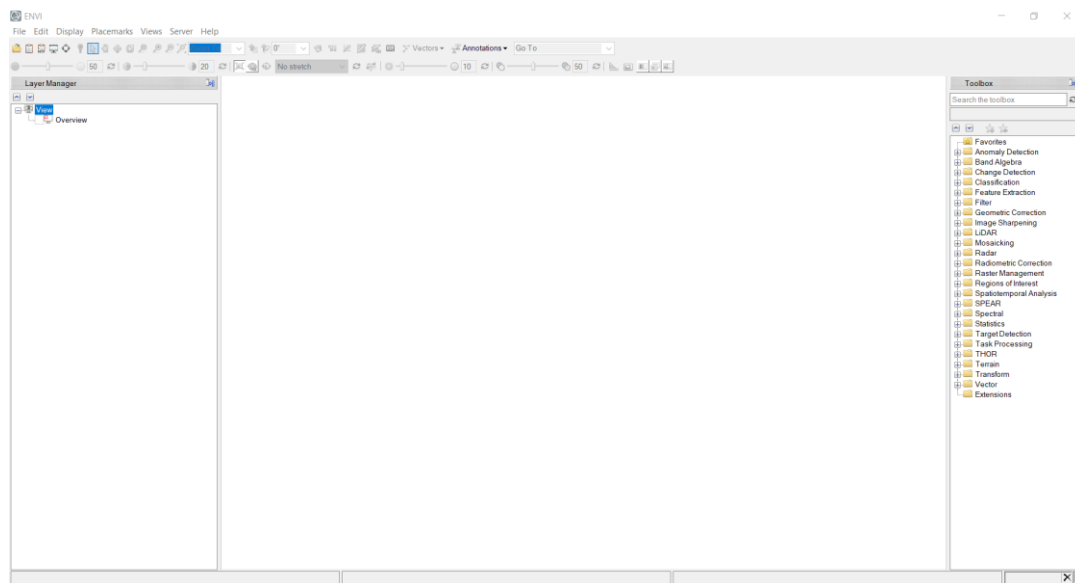 ENVI
File Edit Display Placemarks Views Server Help
0° Vectors Annotations Go To
50 20 No stretch 10 50
Layer Manager
View
Overview
Toolbox
Search the toolbox
Favorites
Anomaly Detection
Band Algebra
Change Detection
Classification
Feature Extraction
Filter
Geometric Correction
Image Sharpening
LiDAR
Mosaicking
Radar
Radiometric Correction
Raster Management
Regions of Interest
Spatiotemporal Analysis
SPEAR
Spectral
Statistics
Target Detection
Task Processing
THOR
Terrain
Transform
Vector
Extensions